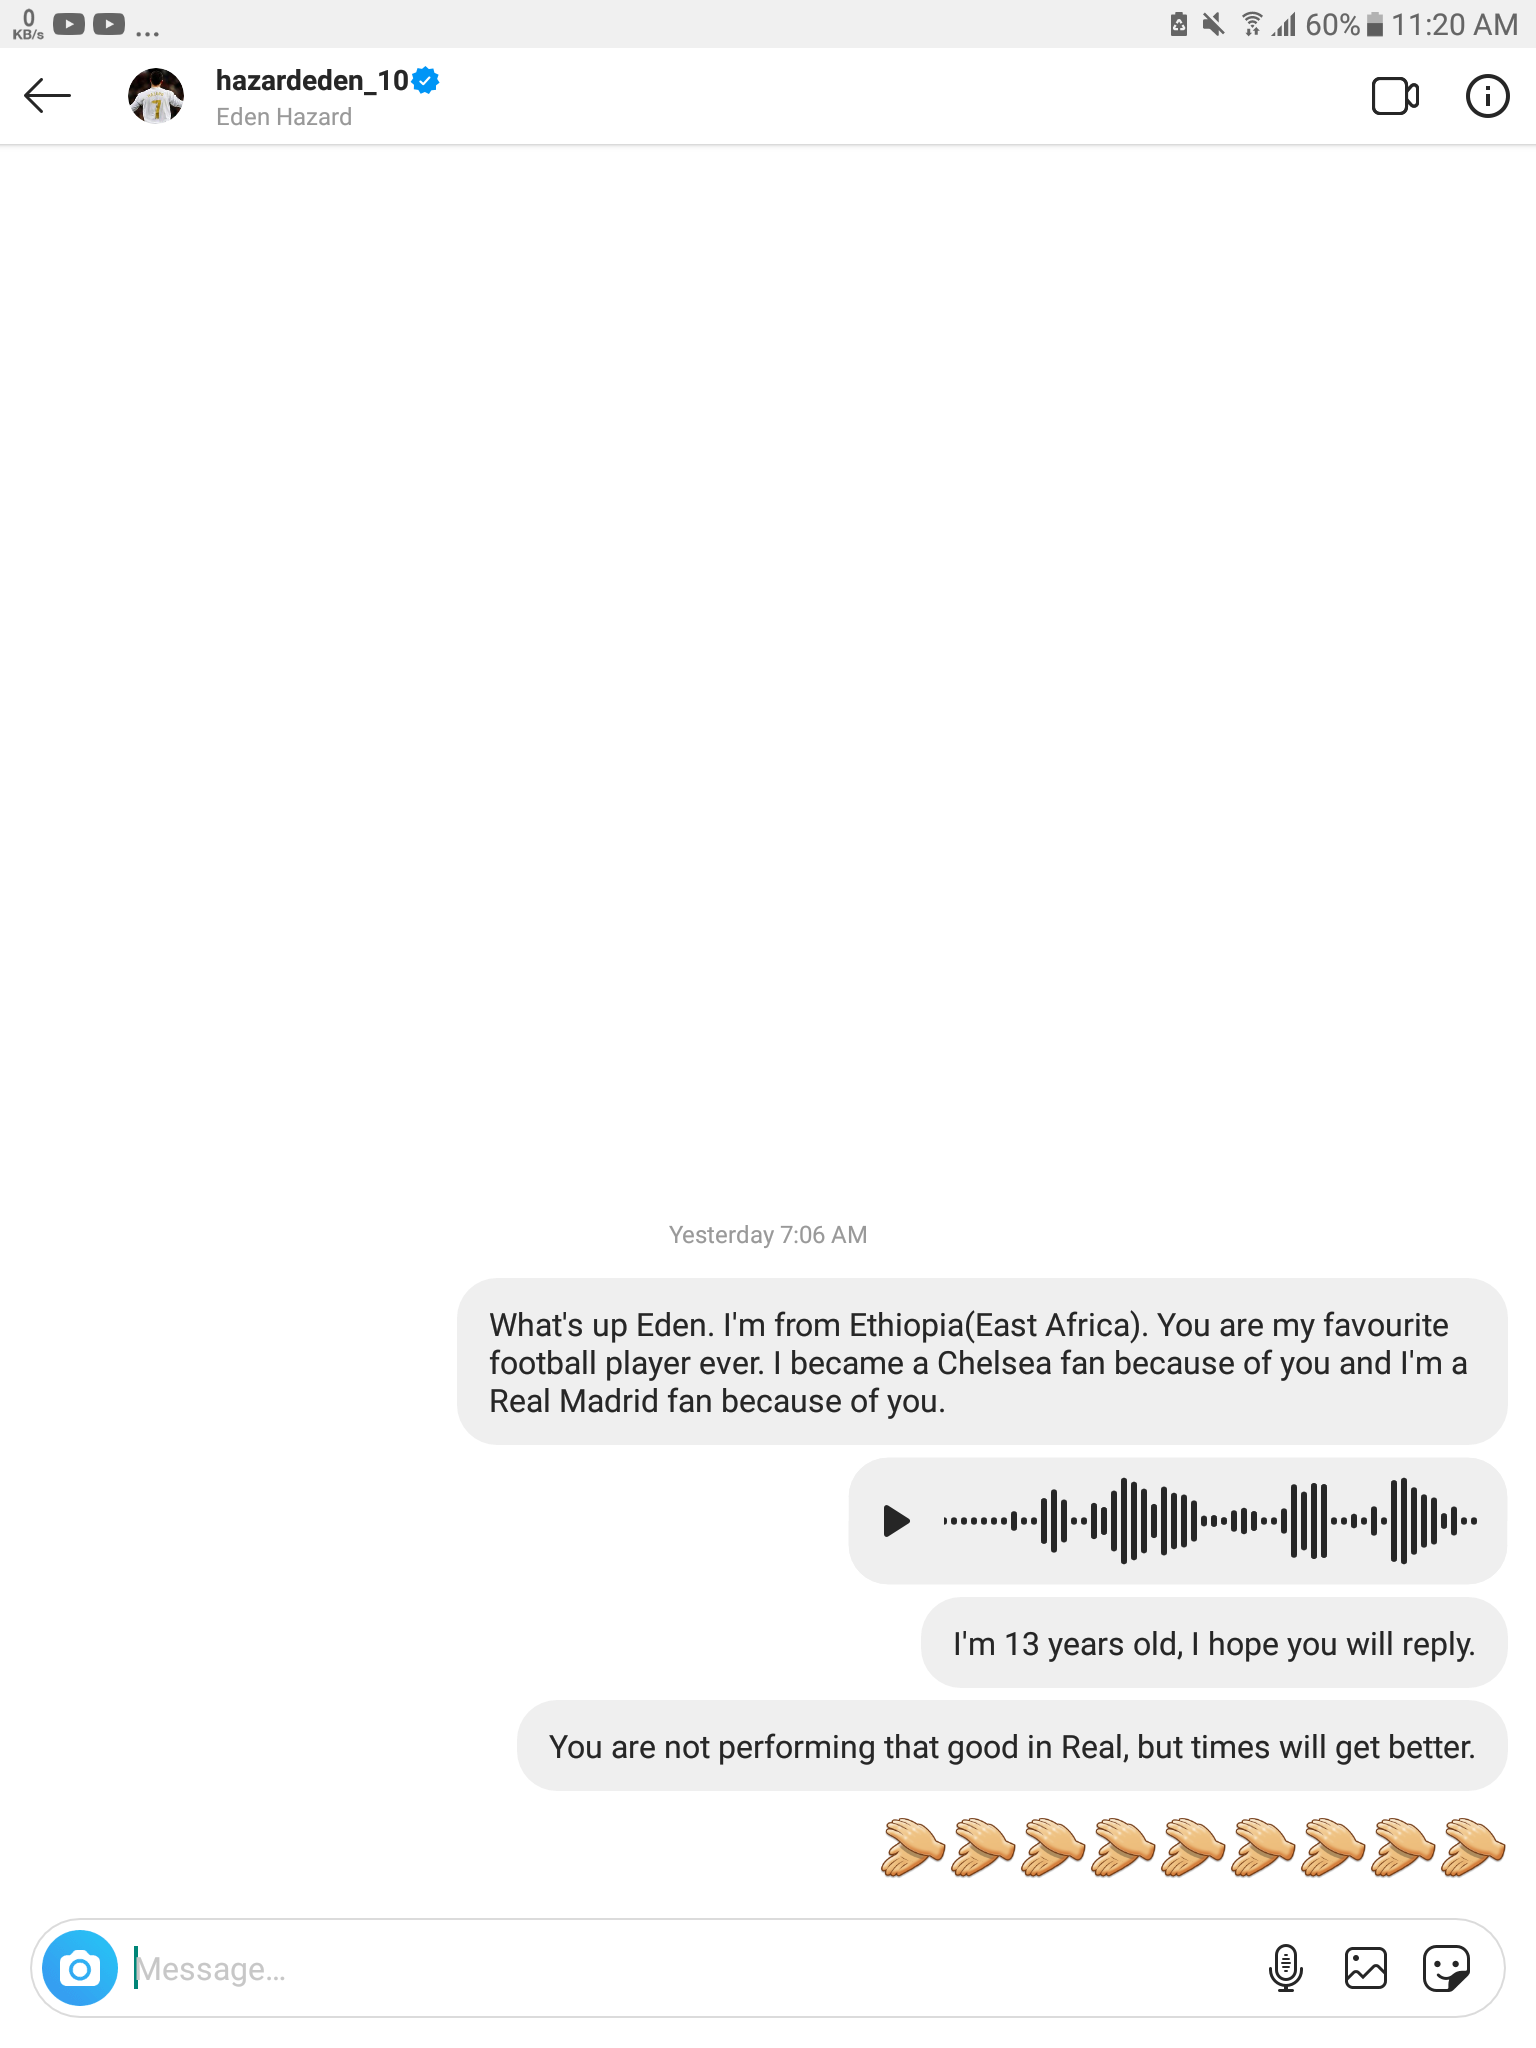 0
KB/s
...
60%
11:20 AM
hazardeden_10
Eden Hazard
Yesterday 7:06 AM
What's up Eden. I'm from Ethiopia(East Africa). You are my favourite
football player ever. I became a Chelsea fan because of you and I'm a
Real Madrid fan because of you.
I'm 13 years old, I hope you will reply.
You are not performing that good in Real, but times will get better.
👏👏👏👏👏👏👏👏👏
Message...